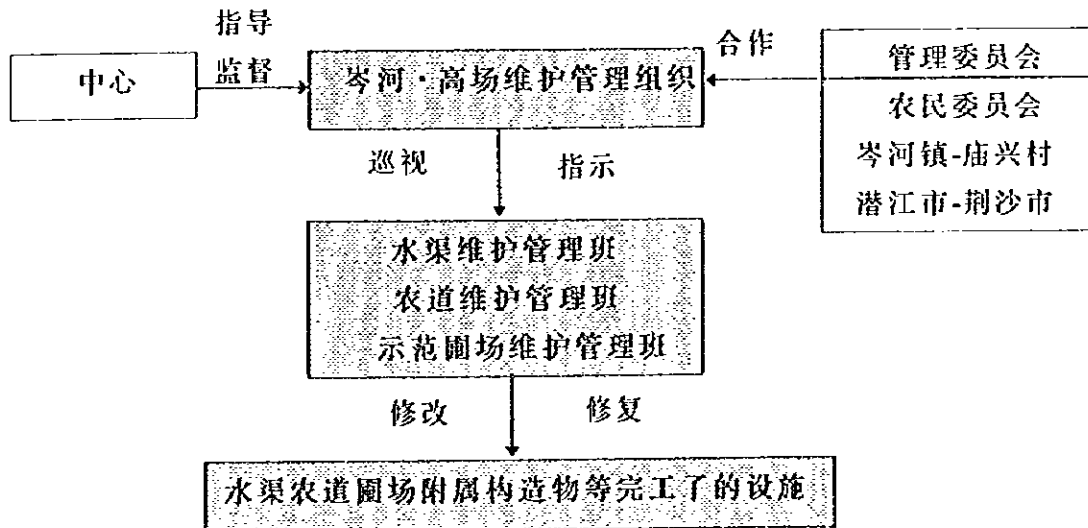 指导
中心
监督
岑河·高场维护管理组织
合作
管理委员会
农民委员会
岑河镇-庙兴村
潜江市-荆沙市
巡视
指示
水渠维护管理班
农道维护管理班
示范圃场维护管理班
修改
修复
水渠农道圃场附属构造物等完工了的设施